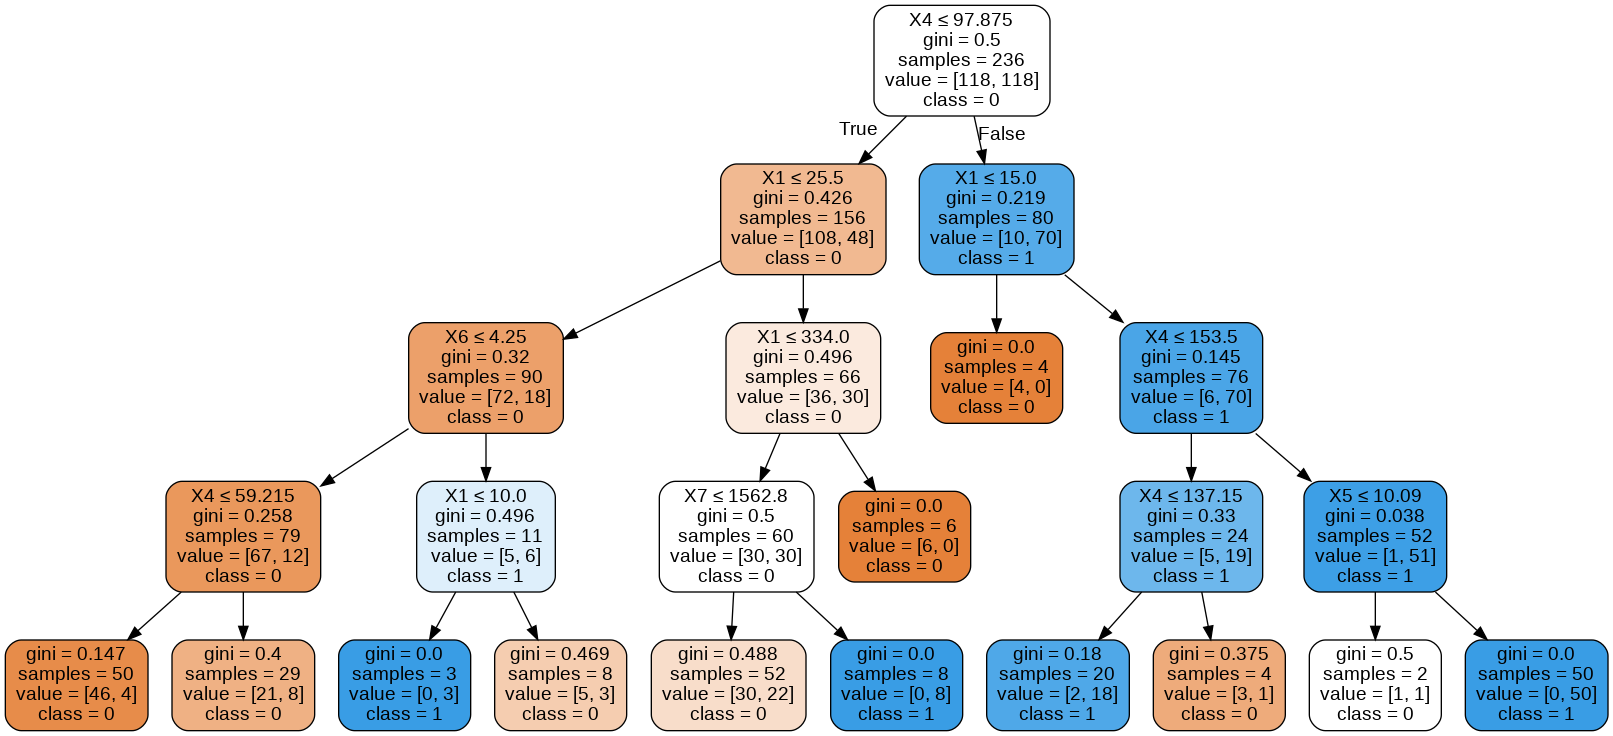 X4 ≤ 97.875
gini = 0.5
samples = 236
value = [118, 118]
class = 0
True
False
X1 ≤ 25.5
gini = 0.426
samples = 156
value = [108, 48]
class = 0
X1 ≤ 15.0
gini = 0.219
samples = 80
value = [10, 70]
class = 1
X6 ≤ 4.25
gini = 0.32
samples = 90
value = [72, 18]
class = 0
X1 ≤ 334.0
gini = 0.496
samples = 66
value = [36, 30]
class = 0
gini = 0.0
samples = 4
value = [4, 0]
class = 0
X4 ≤ 153.5
gini = 0.145
samples = 76
value = [6, 70]
class = 1
X4 ≤ 59.215
gini = 0.258
samples = 79
value = [67, 12]
class = 0
X1 ≤ 10.0
gini = 0.496
samples = 11
value = [5, 6]
class = 1
X7 ≤ 1562.8
gini = 0.5
samples = 60
value = [30, 30]
class = 0
gini = 0.0
samples = 6
value = [6, 0]
class = 0
X4 ≤ 137.15
gini = 0.33
samples = 24
value = [5, 19]
class = 1
X5 ≤ 10.09
gini = 0.038
samples = 52
value = [1, 51]
class = 1
gini = 0.147
samples = 50
value = [46, 4]
class = 0
gini = 0.4
samples = 29
value = [21, 8]
class = 0
gini = 0.0
samples = 3
value = [0, 3]
class = 1
gini = 0.469
samples = 8
value = [5, 3]
class = 0
gini = 0.488
samples = 52
value = [30, 22]
class = 0
gini = 0.0
samples = 8
value = [0, 8]
class = 1
gini = 0.18
samples = 20
value = [2, 18]
class = 1
gini = 0.375
samples = 4
value = [3, 1]
class = 0
gini = 0.5
samples = 2
value = [1, 1]
class = 0
gini = 0.0
samples = 50
value = [0, 50]
class = 1